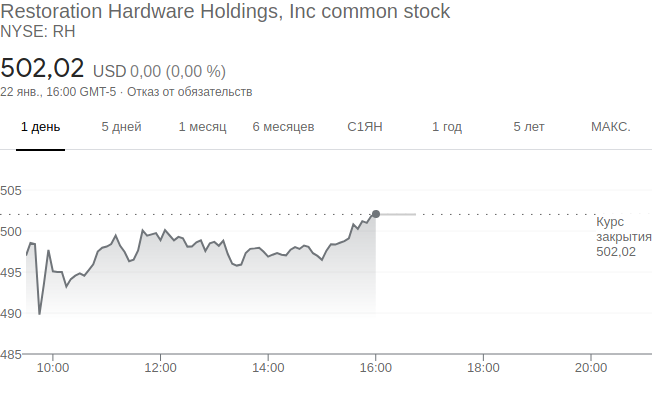 Restoration Hardware Holdings, Inc common stock
NYSE: RH
502,02 USD 0,00 (0,00 %)
22 янв., 16:00 GMT-5 · Отказ от обязательств
1 день 5 дней 1 месяц 6 месяцев С1ЯН 1 год 5 лет МАКС.
505
500
495
490
485
Курс
закрытия
502,02
10:00 12:00 14:00 16:00 18:00 20:00